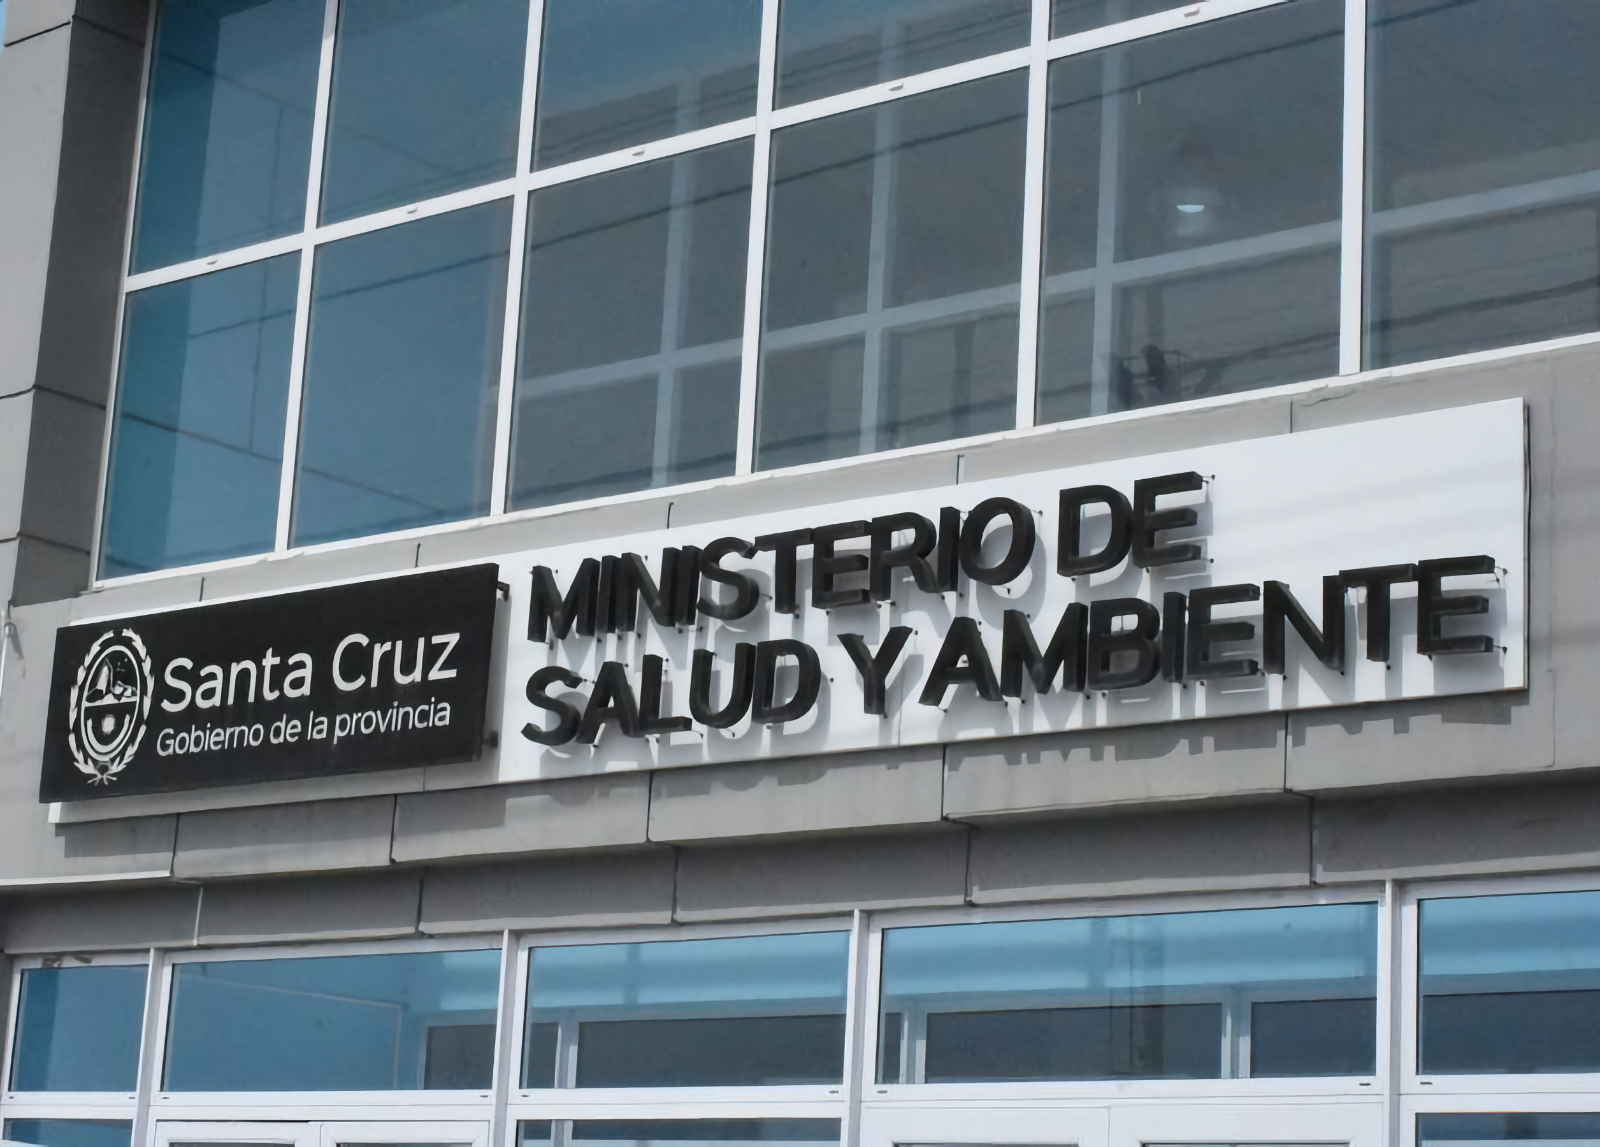 Santa Cruz
Gobierno de la provincia
MINISTERIO DE
SALUD Y AMBIENTE